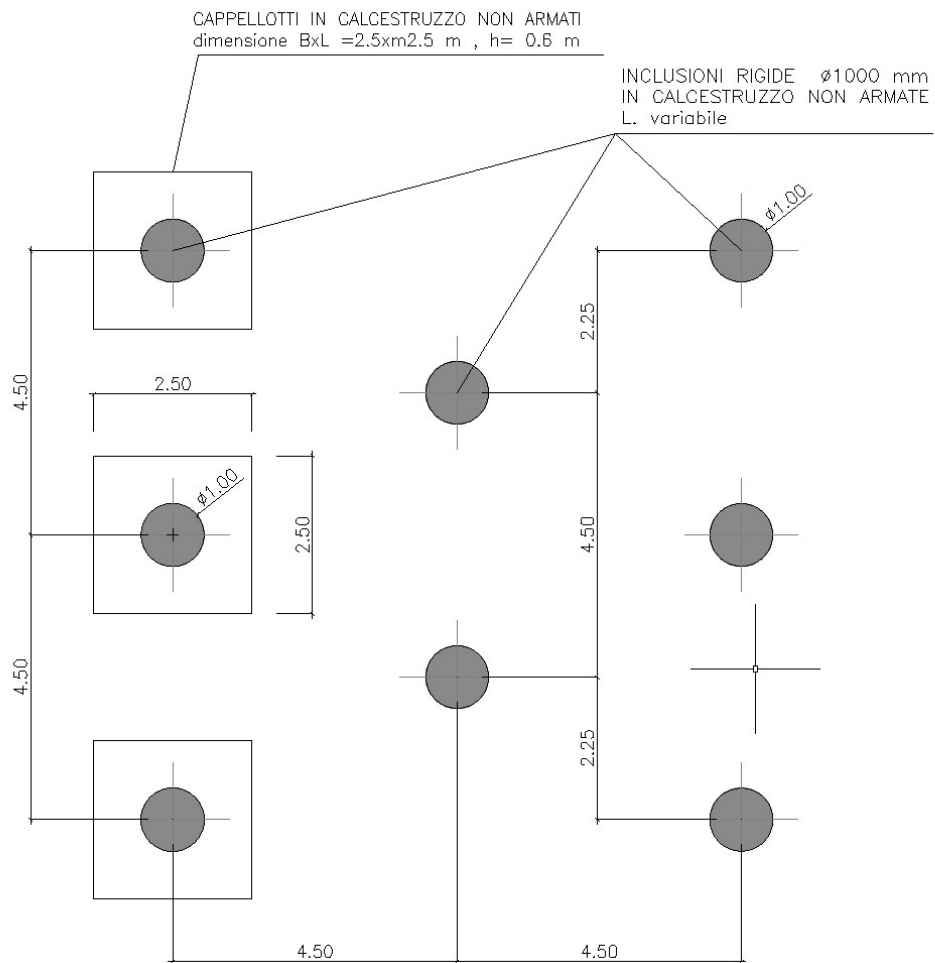 CAPPELLOTTI IN CALCESTRUZZO NON ARMATI
dimensione BxL =2.5xm2.5 m , h= 0.6 m
INCLUSIONI RIGIDE ø1000 mm
IN CALCESTRUZZO NON ARMATE
L. variabile
ø1.00
2.25
4.50
2.50
ø1.00
2.50
4.50
4.50
2.25
4.50
4.50